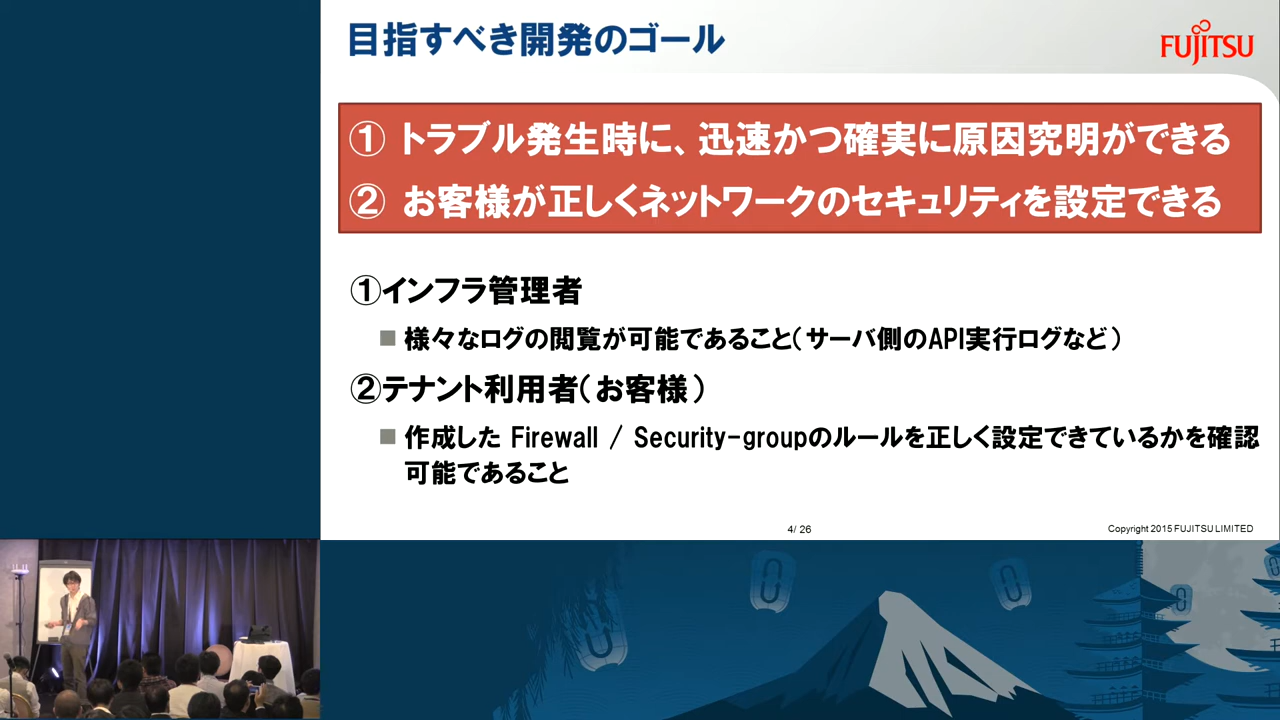 目指すべき開発のゴール
FUJITSU
① トラブル発生時に、迅速かつ確実に原因究明ができる
② お客様が正しくネットワークのセキュリティを設定できる
①インフラ管理者
様々なログの閲覧が可能であること(サーバ側のAPI実行ログなど)
②テナント利用者(お客様)
作成した Firewall / Security-groupのルールを正しく設定できているかを確認
可能であること
4/ 26
Copyright 2015 FUJITSU LIMITED